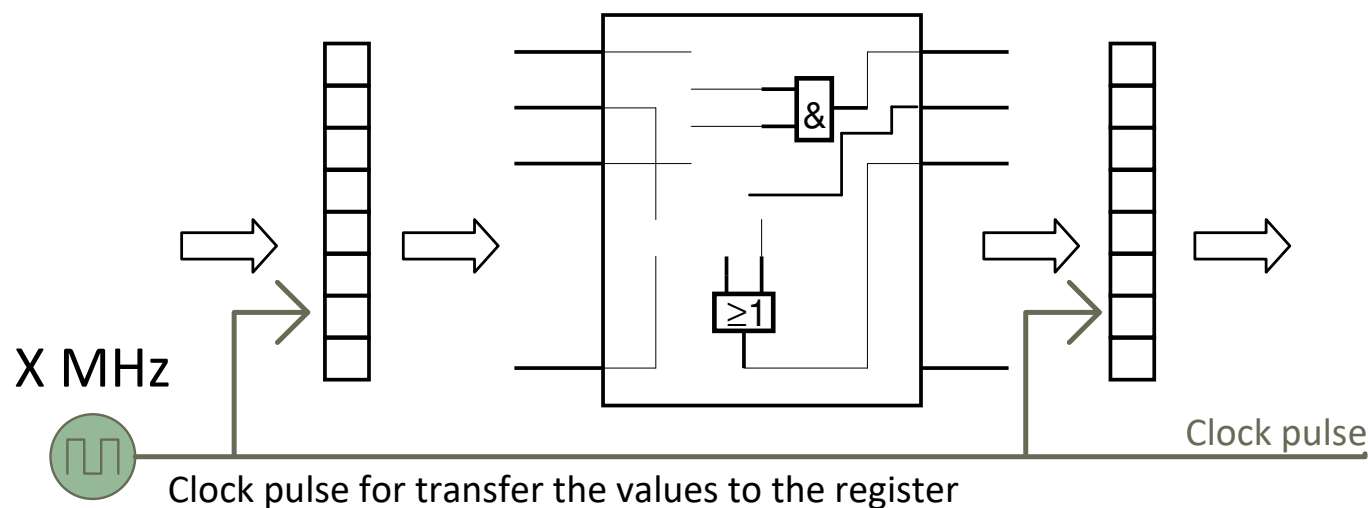 &
≥1
X MHz
Clock pulse
Clock pulse for transfer the values to the register